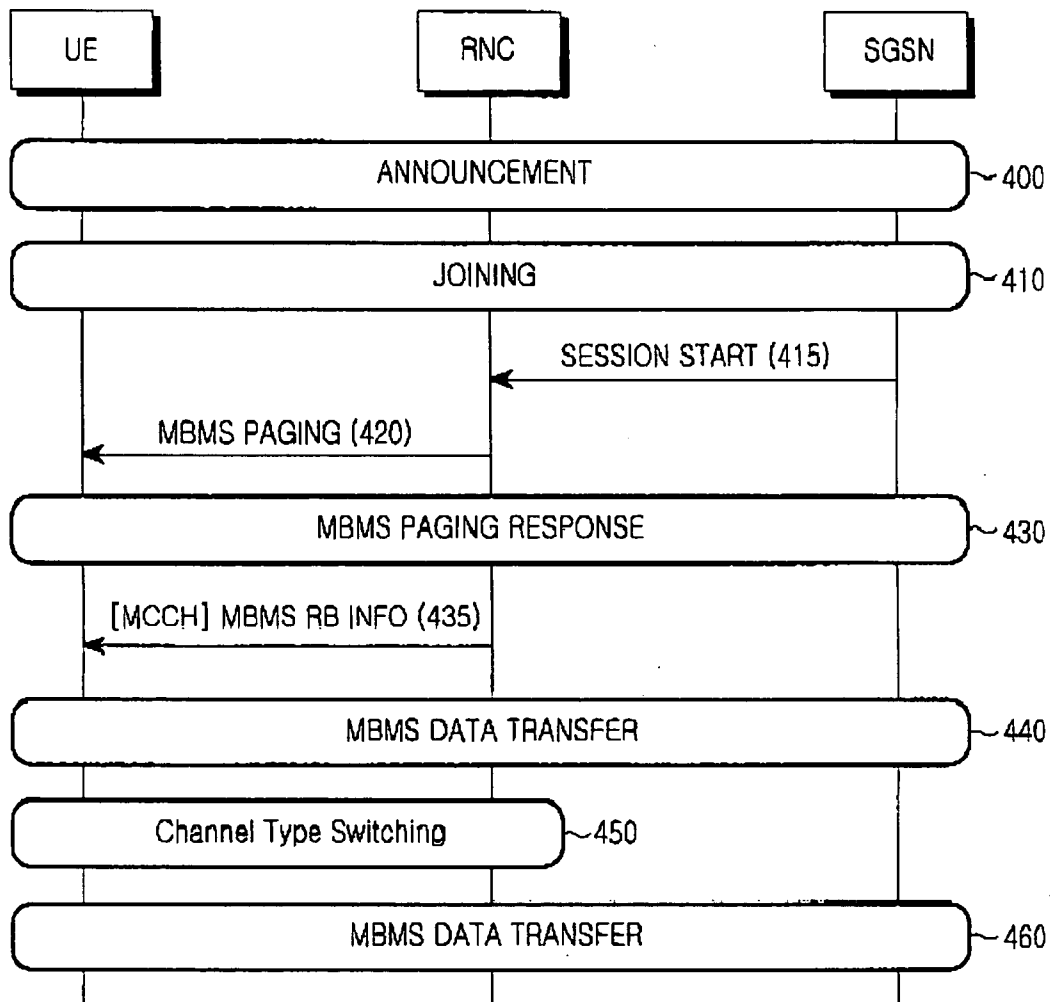 UE RNC SGSN
ANNOUNCEMENT 400
JOINING 410
SESSION START (415)
MBMS PAGING (420)
MBMS PAGING RESPONSE 430
[MCCH] MBMS RB INFO (435)
MBMS DATA TRANSFER 440
Channel Type Switching 450
MBMS DATA TRANSFER 460